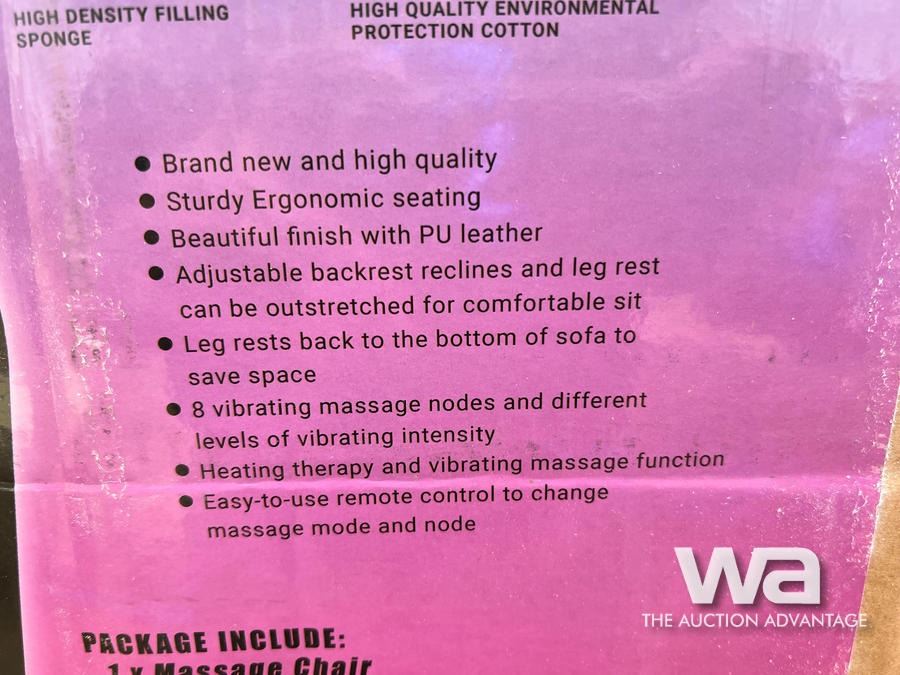 HIGH DENSITY FILLING
SPONGE
HIGH QUALITY ENVIRONMENTAL
PROTECTION COTTON
● Brand new and high quality
● Sturdy Ergonomic seating
● Beautiful finish with PU leather
● Adjustable backrest reclines and leg rest
can be outstretched for comfortable sit
● Leg rests back to the bottom of sofa to
save space
● 8 vibrating massage nodes and different
levels of vibrating intensity
● Heating therapy and vibrating massage function
● Easy-to-use remote control to change
massage mode and node
PACKAGE INCLUDE:
1 x Massage Chair
wa
THE AUCTION ADVANTAGE